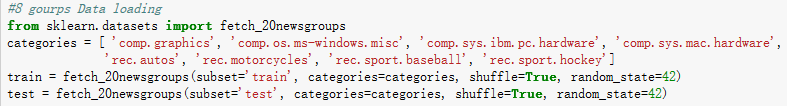 #8 gourps Data loading
from sklearn.datasets import fetch_20newsgroups
categories = [ 'comp.graphics', 'comp.os.ms-windows.misc', 'comp.sys.ibm.pc.hardware', 'comp.sys.mac.hardware',
'rec.autos', 'rec.motorcycles', 'rec.sport.baseball', 'rec.sport.hockey']
train = fetch_20newsgroups(subset='train', categories=categories, shuffle=True, random_state=42)
test = fetch_20newsgroups(subset='test', categories=categories, shuffle=True, random_state=42)